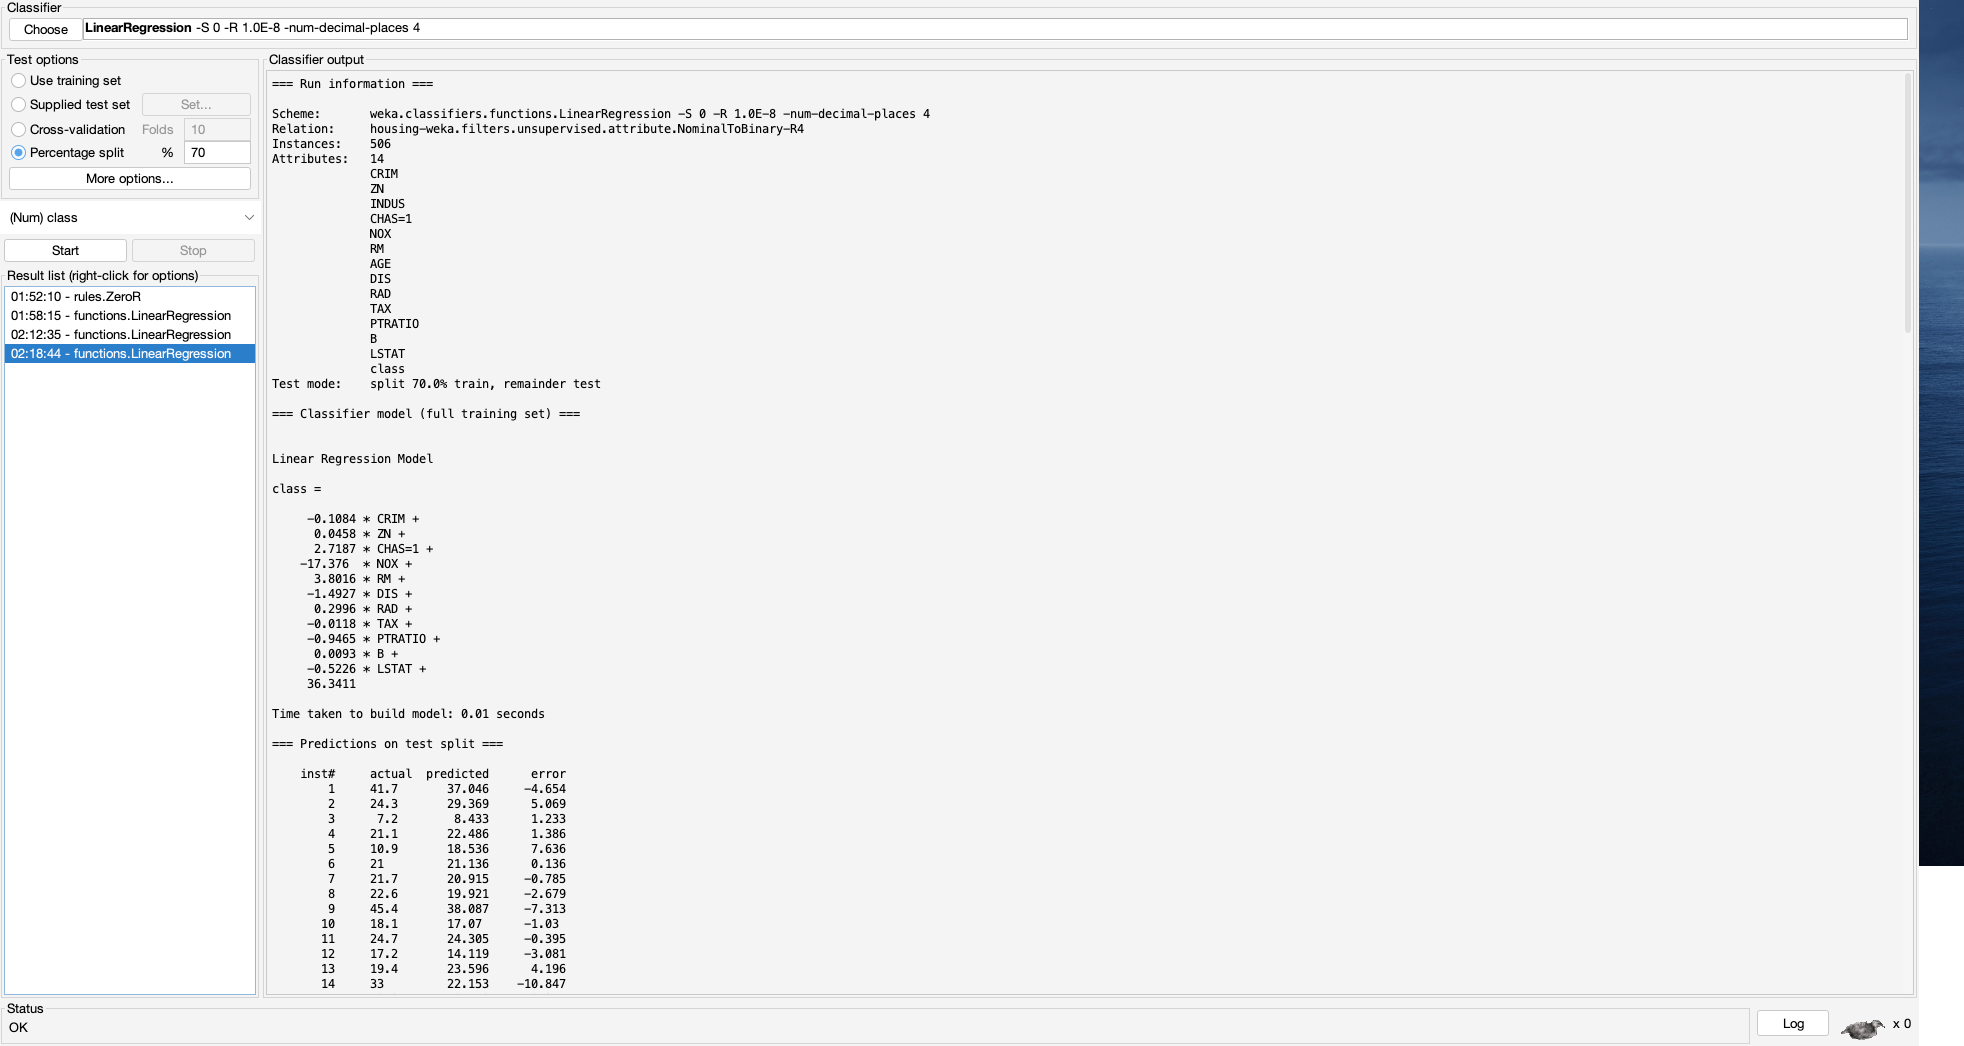 Classifier
Choose LinearRegression -S 0 -R 1.0E-8 -num-decimal-places 4
Test options
Use training set
Supplied test set Set...
Cross-validation Folds 10
Percentage split % 70
More options...
(Num) class
Start Stop
Result list (right-click for options)
01:52:10 - rules.ZeroR
01:58:15 - functions.LinearRegression
02:12:35 - functions.LinearRegression
02:18:44 - functions.LinearRegression
Classifier output
=== Run information ===
Scheme: weka.classifiers.functions.LinearRegression -S 0 -R 1.0E-8 -num-decimal-places 4
Relation: housing-weka.filters.unsupervised.attribute.NominalToBinary-R4
Instances: 506
Attributes: 14
CRIM
ZN
INDUS
CHAS=1
NOX
RM
AGE
DIS
RAD
TAX
PTRATIO
B
LSTAT
class
Test mode: split 70.0% train, remainder test
=== Classifier model (full training set) ===
Linear Regression Model
class =
-0.1084 * CRIM +
0.0458 * ZN +
2.7187 * CHAS=1 +
-17.376 * NOX +
3.8016 * RM +
-1.4927 * DIS +
0.2996 * RAD +
-0.0118 * TAX +
-0.9465 * PTRATIO +
0.0093 * B +
-0.5226 * LSTAT +
36.3411
Time taken to build model: 0.01 seconds
=== Predictions on test split ===
inst# actual predicted error
1 41.7 37.046 -4.654
2 24.3 29.369 5.069
3 7.2 8.433 1.233
4 21.1 22.486 1.386
5 10.9 18.536 7.636
6 21 21.136 0.136
7 21.7 20.915 -0.785
8 22.6 19.921 -2.679
9 45.4 38.087 -7.313
10 18.1 17.07 -1.03
11 24.7 24.305 -0.395
12 17.2 14.119 -3.081
13 19.4 23.596 4.196
14 33 22.153 -10.847
Status
OK
Log x 0